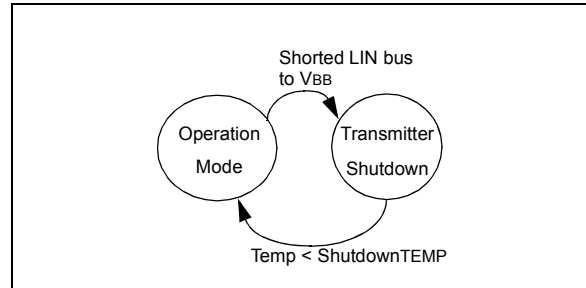 Shorted LIN bus
to VBB
Operation
Mode
Transmitter
Shutdown
Temp < ShutdownTEMP